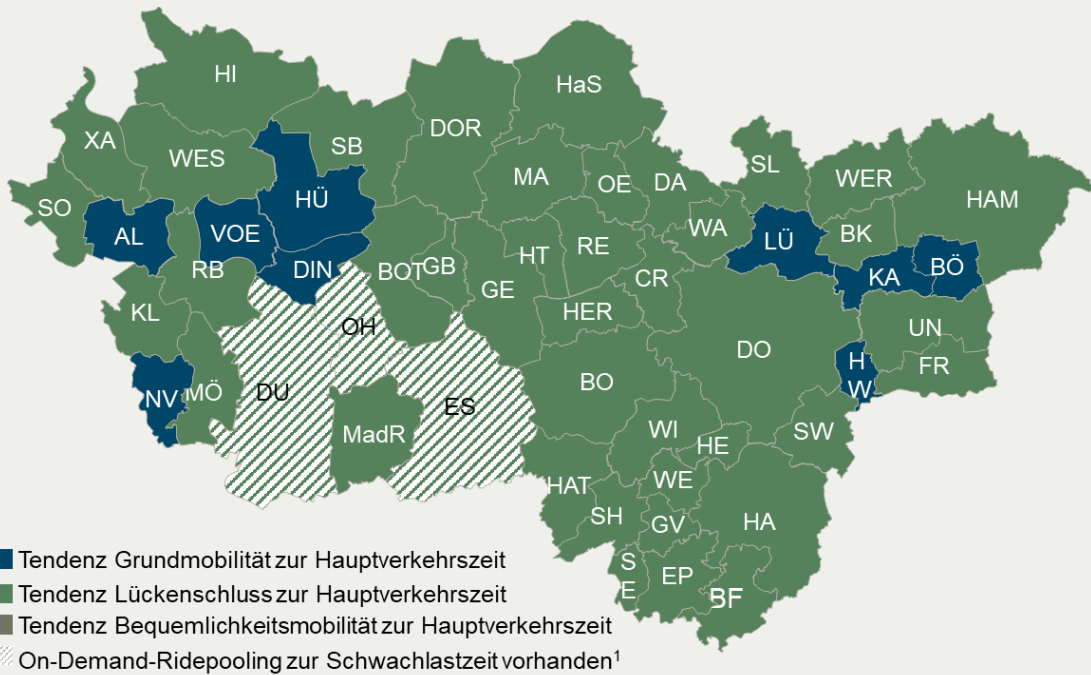 HI
HaS
DOR
XA
SB
WES
SL
MA
OE
DA
WER
HAM
SO
HÜ
AL
VOE
WA
BK
LÜ
RE
HT
DIN
RB
BOT
GB
CR
KA
BÖ
GE
KL
HER
UN
OH
DO
FR
BO
H
W
NV
MÖ
DU
ES
MadR
WI
HE
SW
WE
HAT
SH
GV
HA
S
E
EP
BF
Tendenz Grundmobilität zur Hauptverkehrszeit
Tendenz Lückenschluss zur Hauptverkehrszeit
Tendenz Bequemlichkeitsmobilität zur Hauptverkehrszeit
On-Demand-Ridepooling zur Schwachlastzeit vorhanden¹